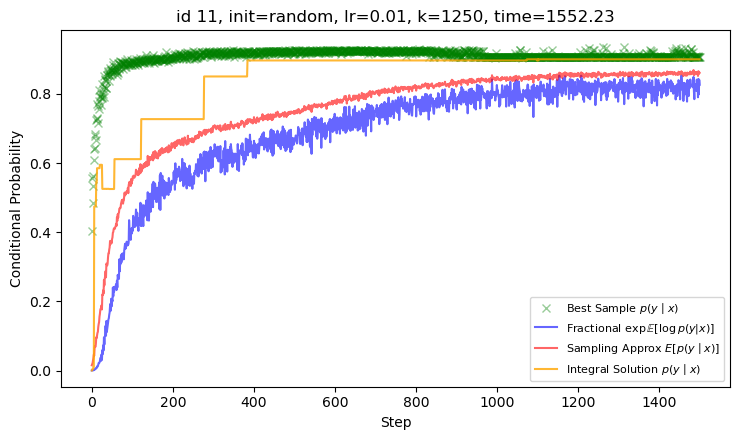 id 11, init=random, lr=0.01, k=1250, time=1552.23
Conditional Probability
0.8
0.6
0.4
0.2
0.0
0
200
400
600
800
1000
1200
1400
Step
Best Sample p(y | x)
Fractional exp𝔼[log p(y|x)]
Sampling Approx E[p(y | x)]
Integral Solution p(y | x)